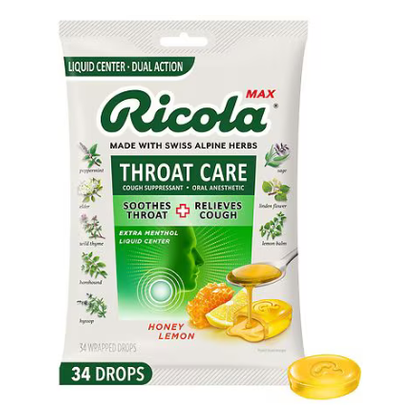 LIQUID CENTER • DUAL ACTION
Ricola®
MAX
MADE WITH SWISS ALPINE HERBS
THROAT CARE
COUGH SUPPRESSANT • ORAL ANESTHETIC
SOOTHES THROAT
RELIEVES COUGH
EXTRA MENTHOL
LIQUID CENTER
peppermint
elder
wild thyme
horehound
hyssop
sage
linden flower
lemon balm
HONEY
LEMON
34 WRAPPED DROPS
34 DROPS